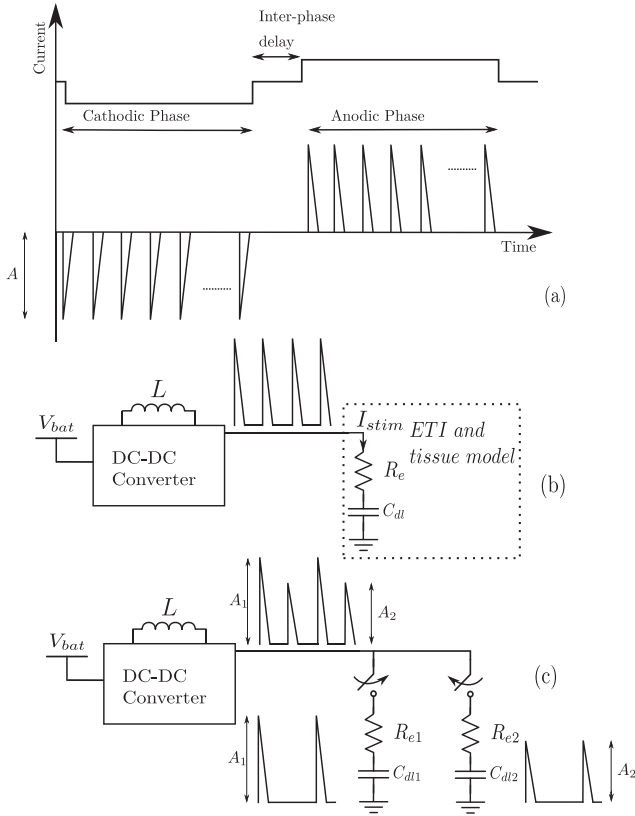 Inter-phase
delay
Current
Cathodic Phase
Anodic Phase
Time
A
(a)
L
V_bat
DC-DC
Converter
I_stim
ETI and
tissue model
R_e
C_dl
(b)
A_1
A_2
L
V_bat
DC-DC
Converter
(c)
R_e1
R_e2
C_dl1
C_dl2
A_1
A_2